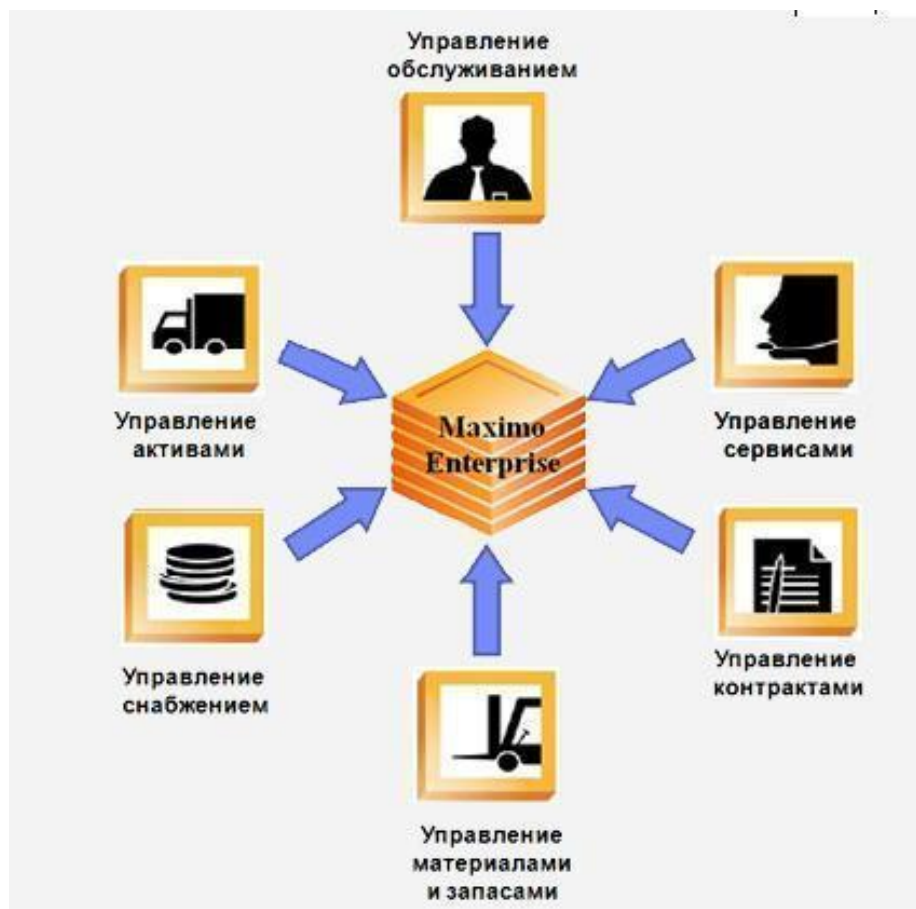 Управление
обслуживанием
Управление
активами
Управление
сервисами
Maximo
Enterprise
Управление
снабжением
Управление
контрактами
Управление
материалами
и запасами